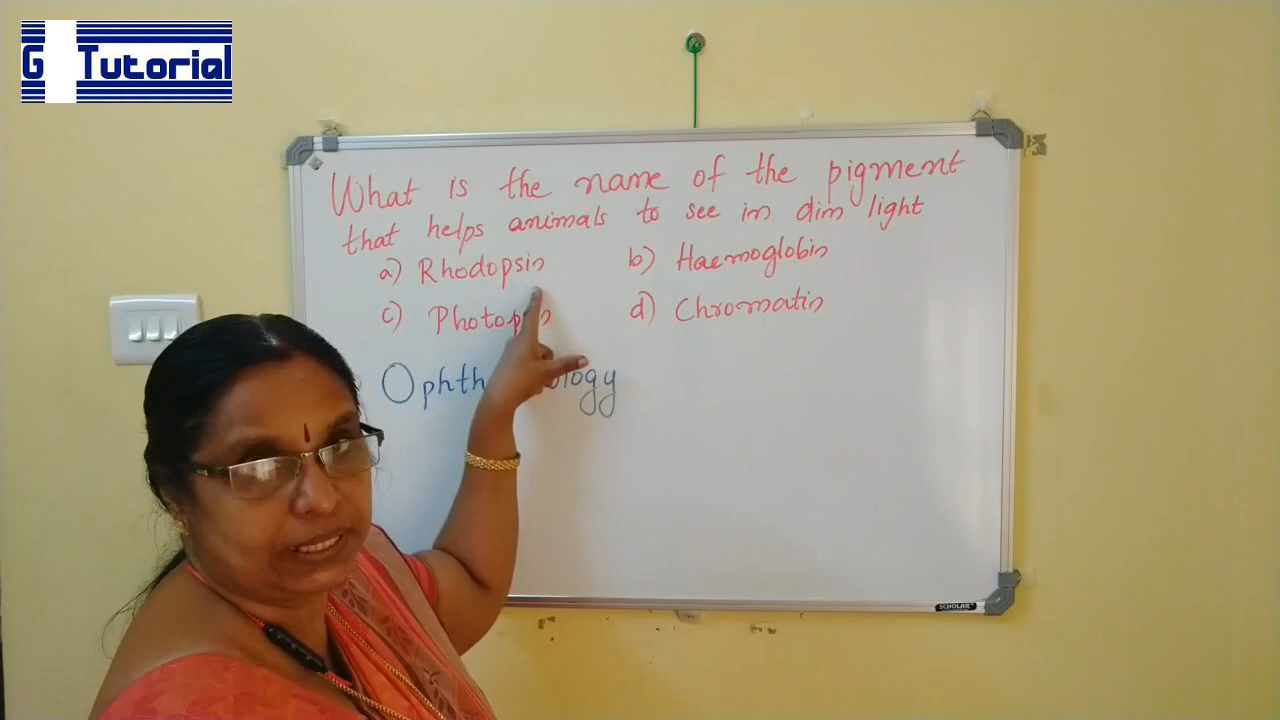 G Tutorial
What is the name of the pigment
that helps animals to see in dim light
a) Rhodopsin b) Haemoglobin
c) d) Chromatin
SCHOLAR